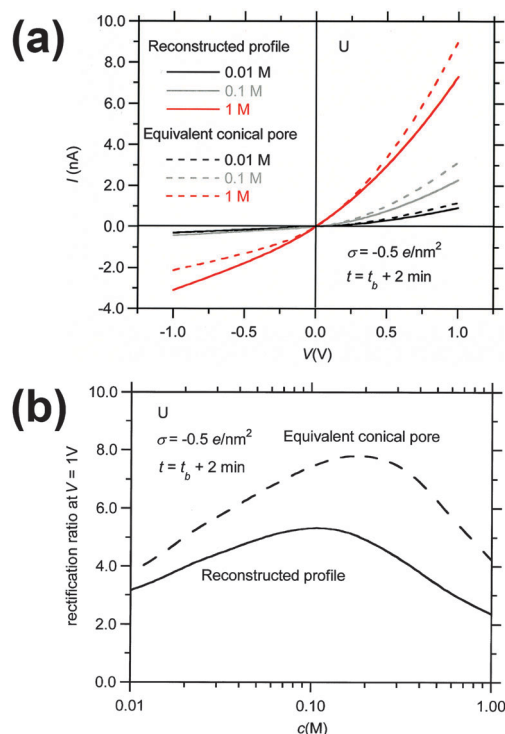 (a)
10.0
8.0
6.0
4.0
2.0
0.0
-2.0
-4.0
I (nA)
Reconstructed profile
0.01 M
0.1 M
1 M
Equivalent conical pore
0.01 M
0.1 M
1 M
U
σ = -0.5 e/nm²
t = t_b + 2 min
-1.0 -0.5 0.0 0.5 1.0
V(V)
(b)
10.0
8.0
6.0
4.0
2.0
0.0
rectification ratio at V = 1V
U
σ = -0.5 e/nm²
t = t_b + 2 min
Equivalent conical pore
Reconstructed profile
0.01 0.10 1.00
c(M)